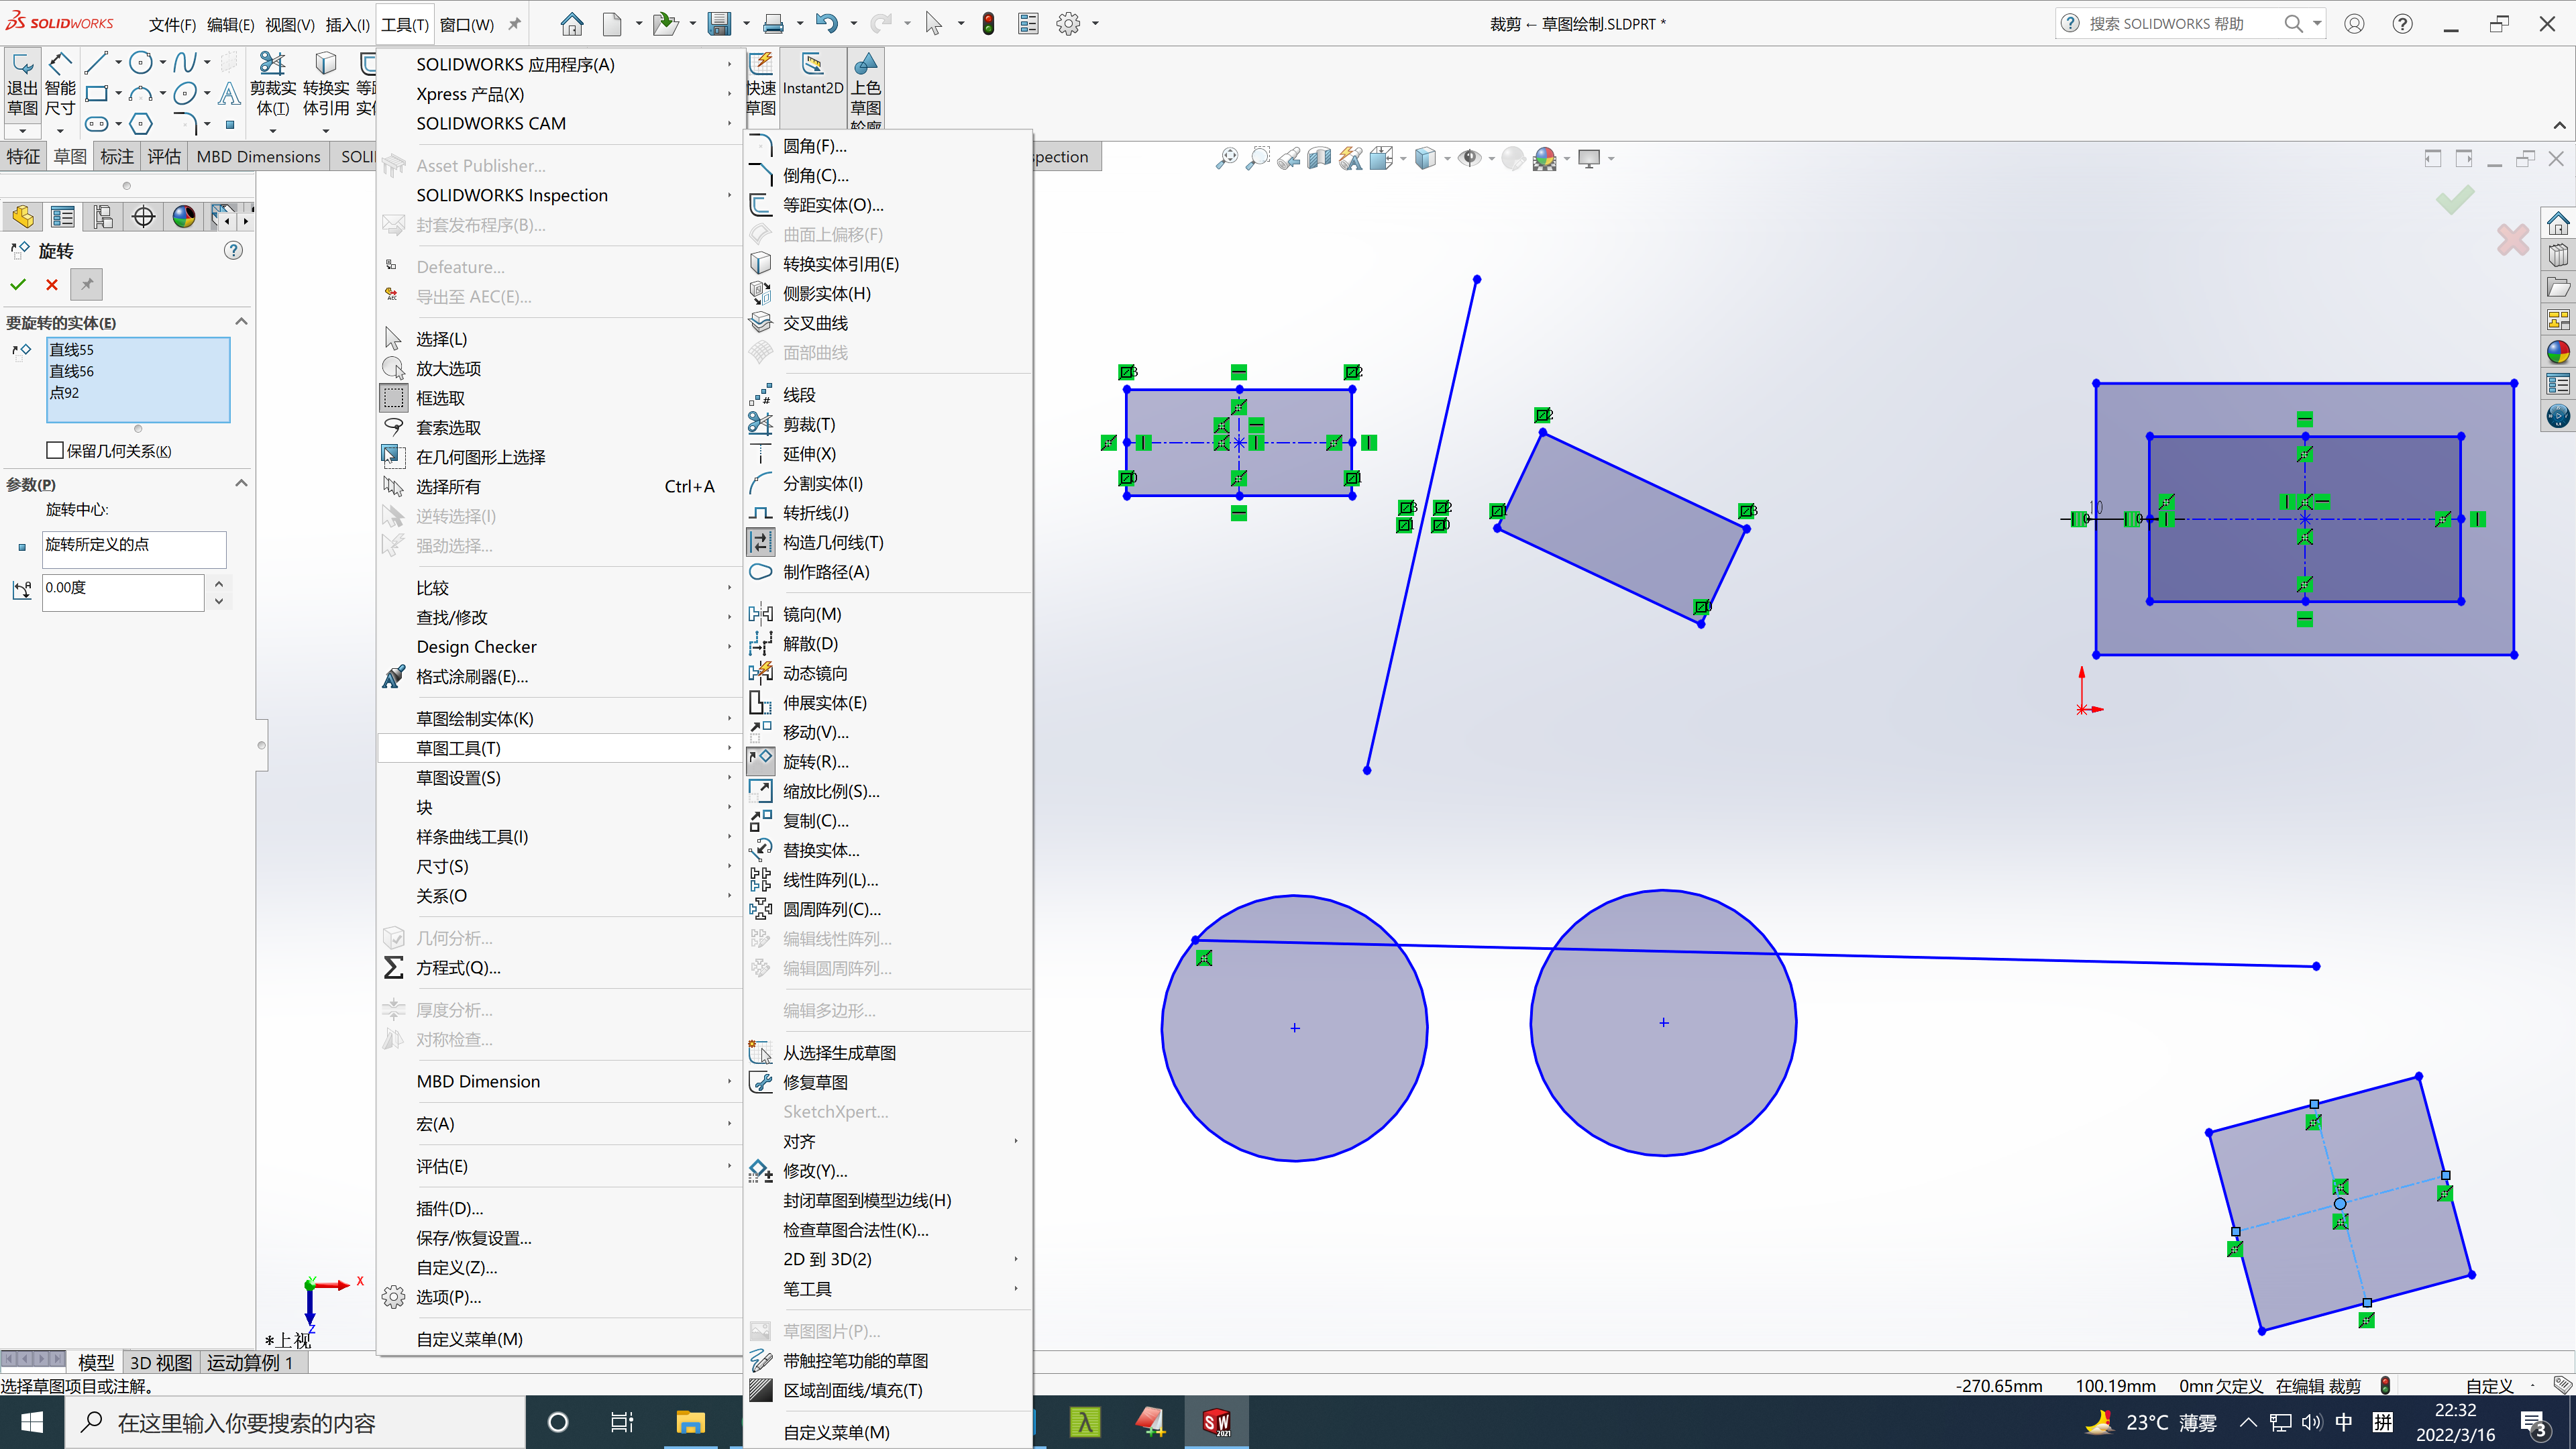 SOLIDWORKS
文件(F) 编辑(E) 视图(V) 插入(I) 工具(T) 窗口(W)
裁剪 ← 草图绘制.SLDPRT *
搜索 SOLIDWORKS 帮助
退出草图
智能尺寸
剪裁实体(T)
转换实体引用
快速草图
Instant2D
上色草图
特征 草图 标注 评估 MBD Dimensions
旋转
要旋转的实体(E)
直线55
直线56
点92
保留几何关系(K)
参数(P)
旋转中心:
旋转所定义的点
0.00度
SOLIDWORKS 应用程序(A)
Xpress 产品(X)
SOLIDWORKS CAM
Asset Publisher...
SOLIDWORKS Inspection
封套发布程序(B)...
Defeature...
导出至 AEC(E)...
选择(L)
放大选项
框选取
套索选取
在几何图形上选择
选择所有 Ctrl+A
逆转选择(I)
强劲选择...
比较
查找/修改
Design Checker
格式涂刷器(E)...
草图绘制实体(K)
草图工具(T)
草图设置(S)
块
样条曲线工具(I)
尺寸(S)
关系(O
几何分析...
方程式(Q)...
厚度分析...
对称检查...
MBD Dimension
宏(A)
评估(E)
插件(D)...
保存/恢复设置...
自定义(Z)...
选项(P)...
自定义菜单(M)
圆角(F)...
倒角(C)...
等距实体(O)...
曲面上偏移(F)
转换实体引用(E)
侧影实体(H)
交叉曲线
面部曲线
线段
剪裁(T)
延伸(X)
分割实体(I)
转折线(J)
构造几何线(T)
制作路径(A)
镜向(M)
解散(D)
动态镜向
伸展实体(E)
移动(V)...
旋转(R)...
缩放比例(S)...
复制(C)...
替换实体...
线性阵列(L)...
圆周阵列(C)...
编辑线性阵列...
编辑圆周阵列...
编辑多边形...
从选择生成草图
修复草图
SketchXpert...
对齐
修改(Y)...
封闭草图到模型边线(H)
检查草图合法性(K)...
2D 到 3D(2)
笔工具
草图图片(P)...
带触控笔功能的草图
区域剖面线/填充(T)
自定义菜单(M)
10
X
Z
*上视
模型 3D 视图 运动算例 1
选择草图项目或注解。
-270.65mm 100.19mm 欠定义 在编辑 裁剪 自定义
在这里输入你要搜索的内容
SW
2021
23°C 薄雾
中 拼
22:32
2022/3/16
3